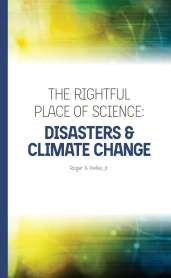 THE RIGHTFUL
PLACE OF SCIENCE:
DISASTERS &
CLIMATE CHANGE
Roger A. Pielke, Jr.